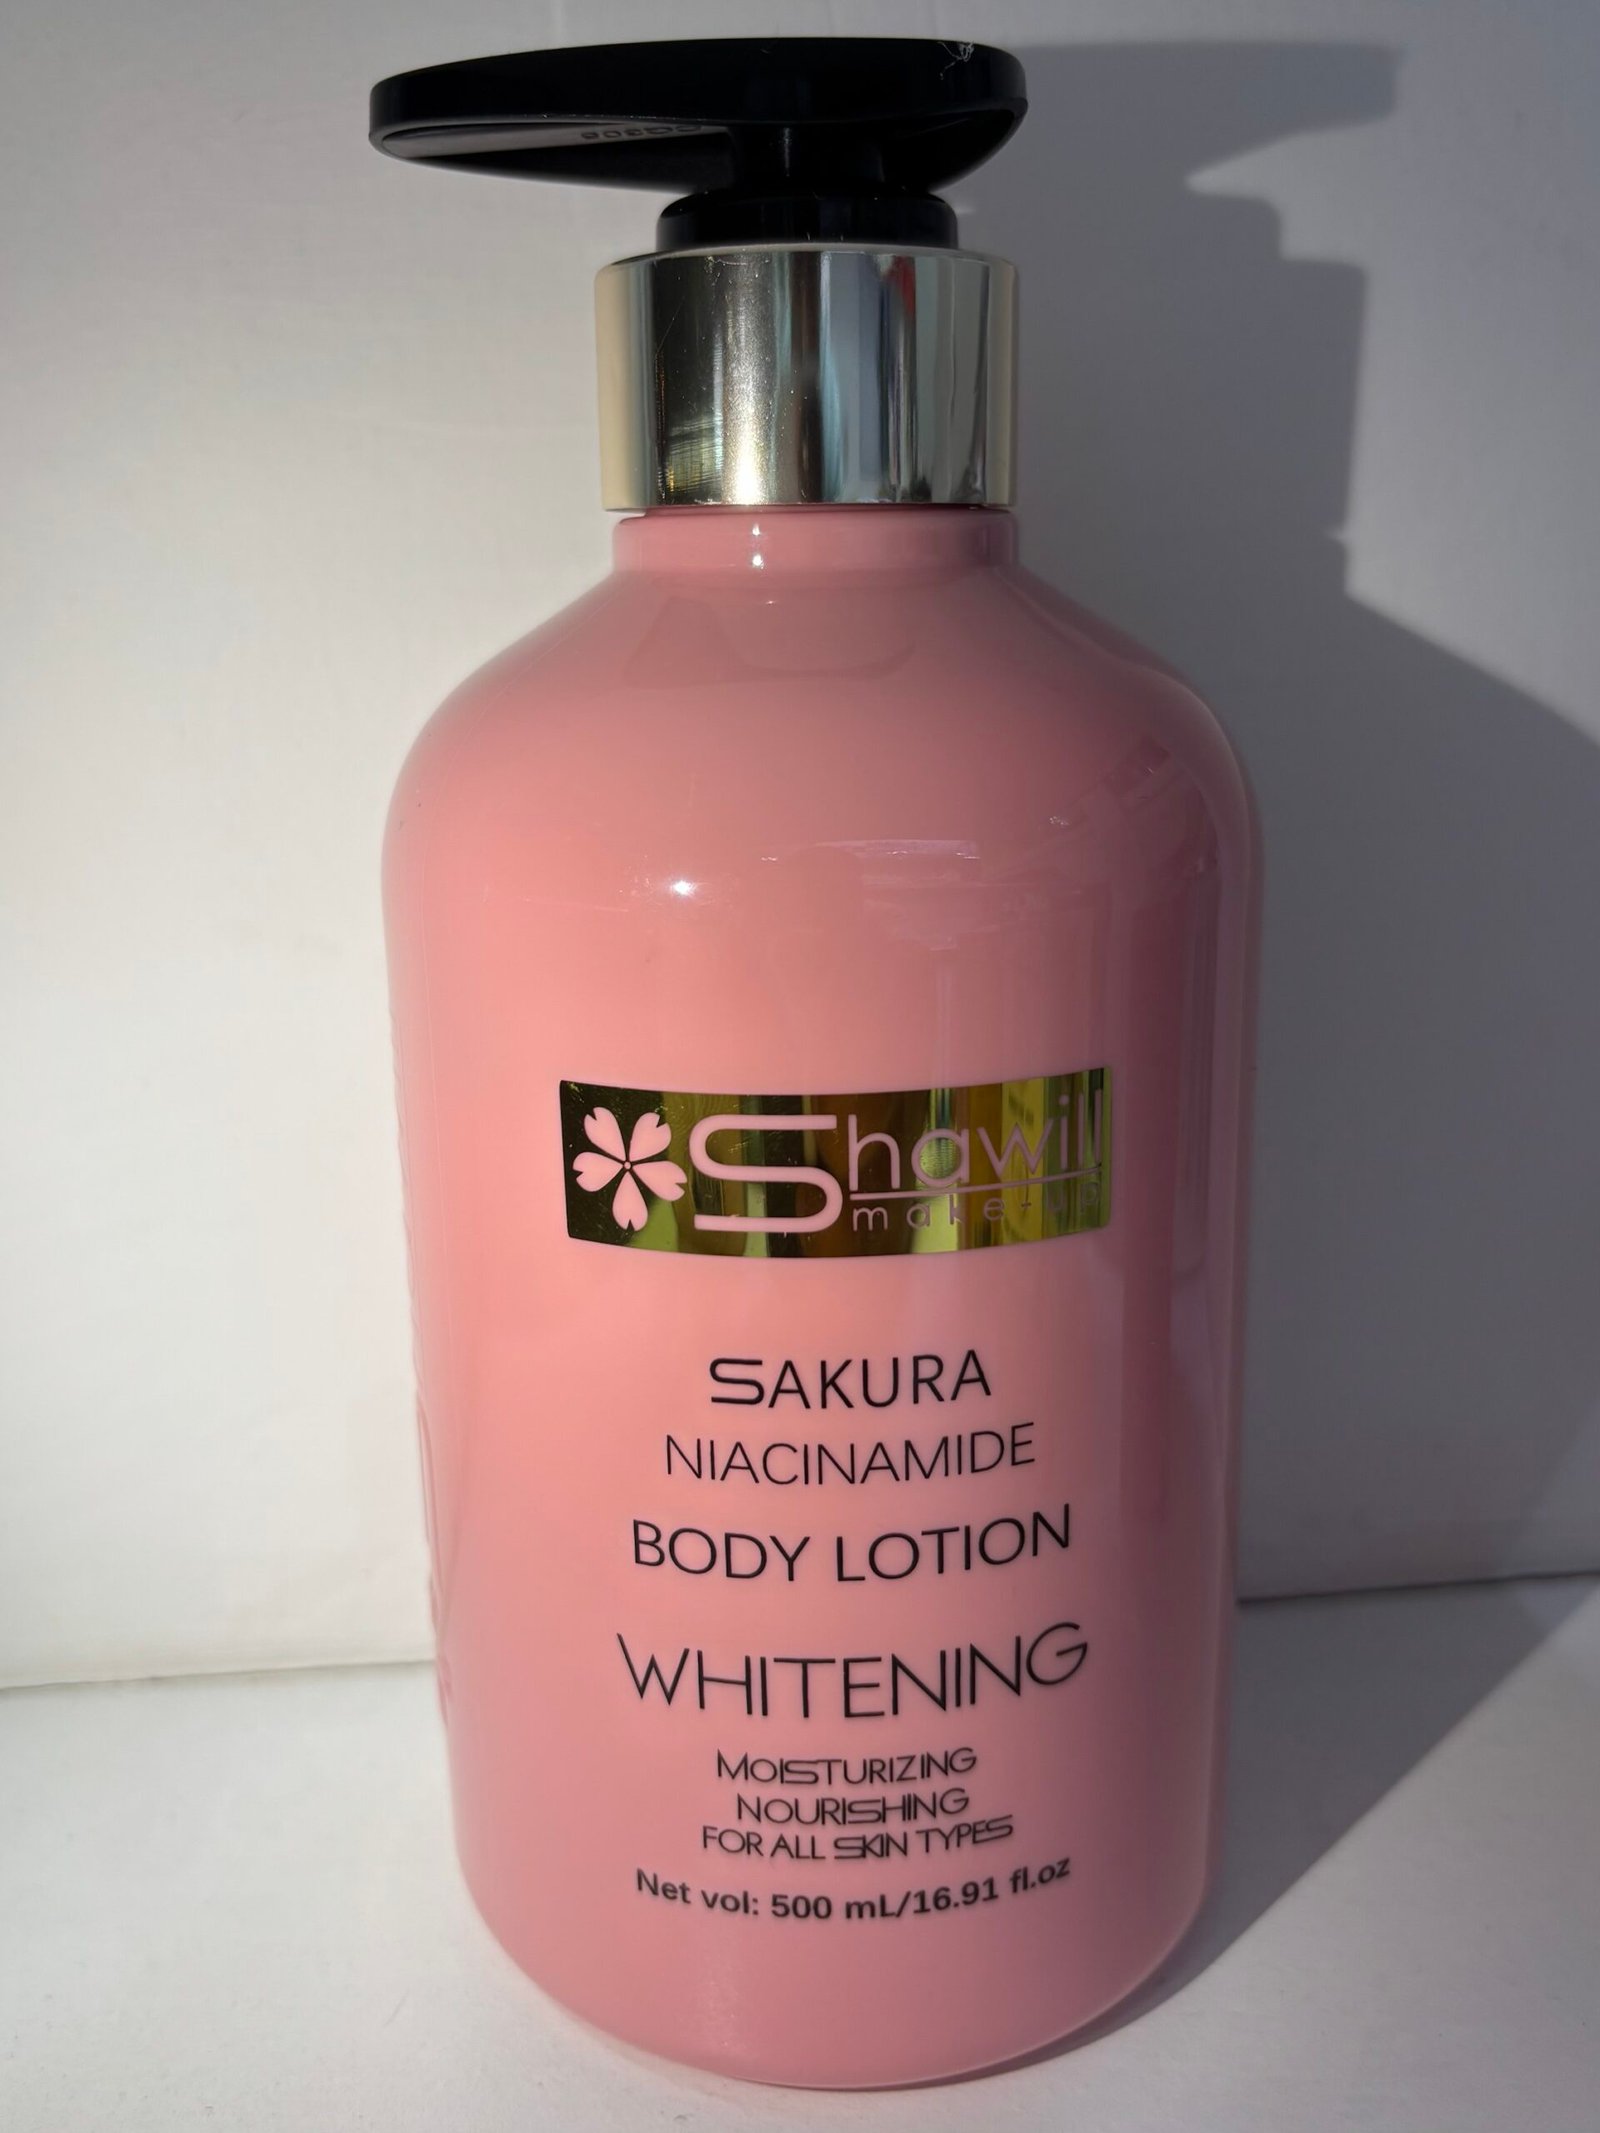 Shawill
make-up
SAKURA
NIACINAMIDE
BODY LOTION
WHITENING
MOISTURIZING
NOURISHING
FOR ALL SKIN TYPES
Net vol: 500 mL/16.91 fl.oz